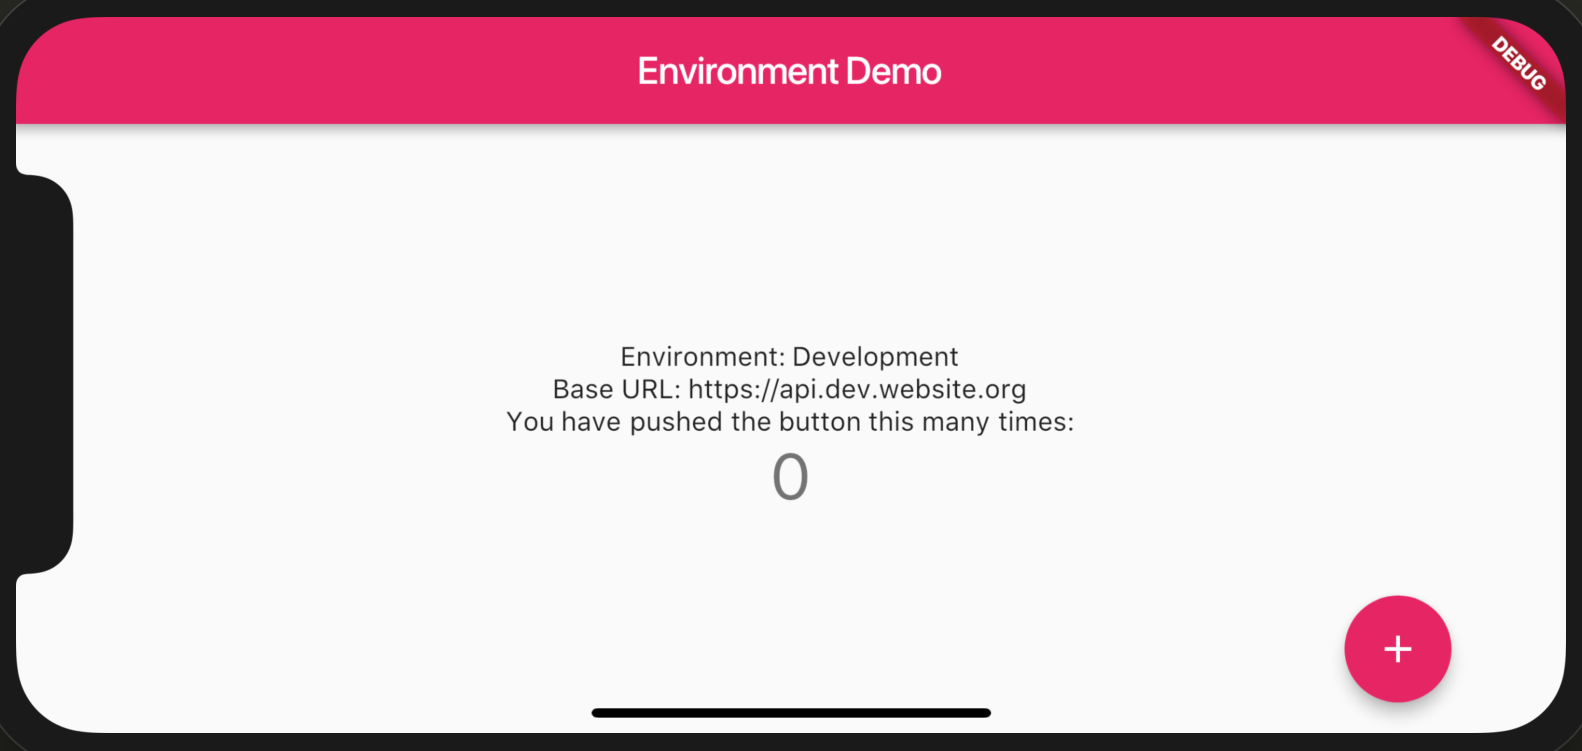 Environment Demo
DEBUG
Environment: Development
Base URL: https://api.dev.website.org
You have pushed the button this many times:
0
+